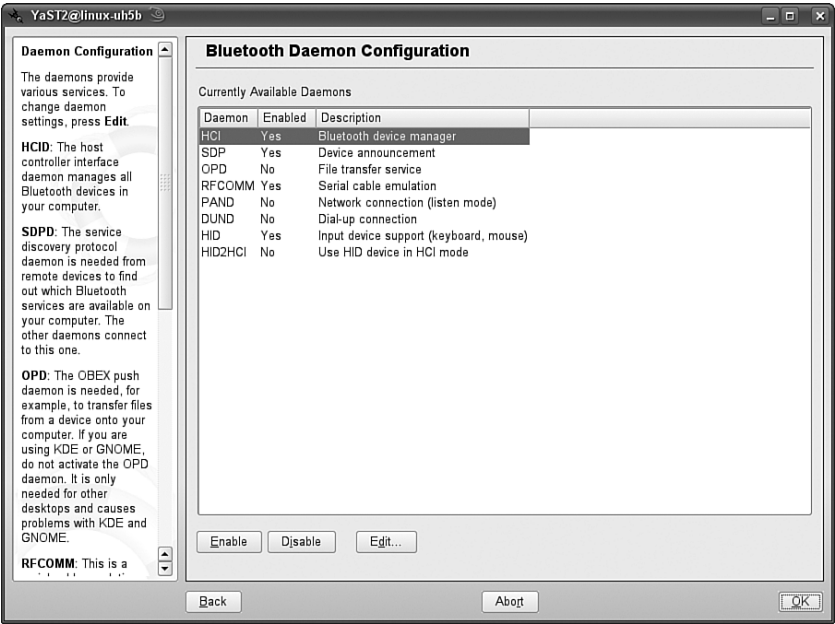 YaST2@linux-uh5b
Daemon Configuration
The daemons provide
various services. To
change daemon
settings, press Edit.
HCID: The host
controller interface
daemon manages all
Bluetooth devices in
your computer.
SDPD: The service
discovery protocol
daemon is needed from
remote devices to find
out which Bluetooth
services are available on
your computer. The
other daemons connect
to this one.
OPD: The OBEX push
daemon is needed, for
example, to transfer files
from a device onto your
computer. If you are
using KDE or GNOME,
do not activate the OPD
daemon. It is only
needed for other
desktops and causes
problems with KDE and
GNOME.
RFCOMM: This is a
Bluetooth Daemon Configuration
Currently Available Daemons
Daemon Enabled Description
HCI Yes Bluetooth device manager
SDP Yes Device announcement
OPD No File transfer service
RFCOMM Yes Serial cable emulation
PAND No Network connection (listen mode)
DUND No Dial-up connection
HID Yes Input device support (keyboard, mouse)
HID2HCI No Use HID device in HCI mode
Enable Disable Edit...
Back Abort OK